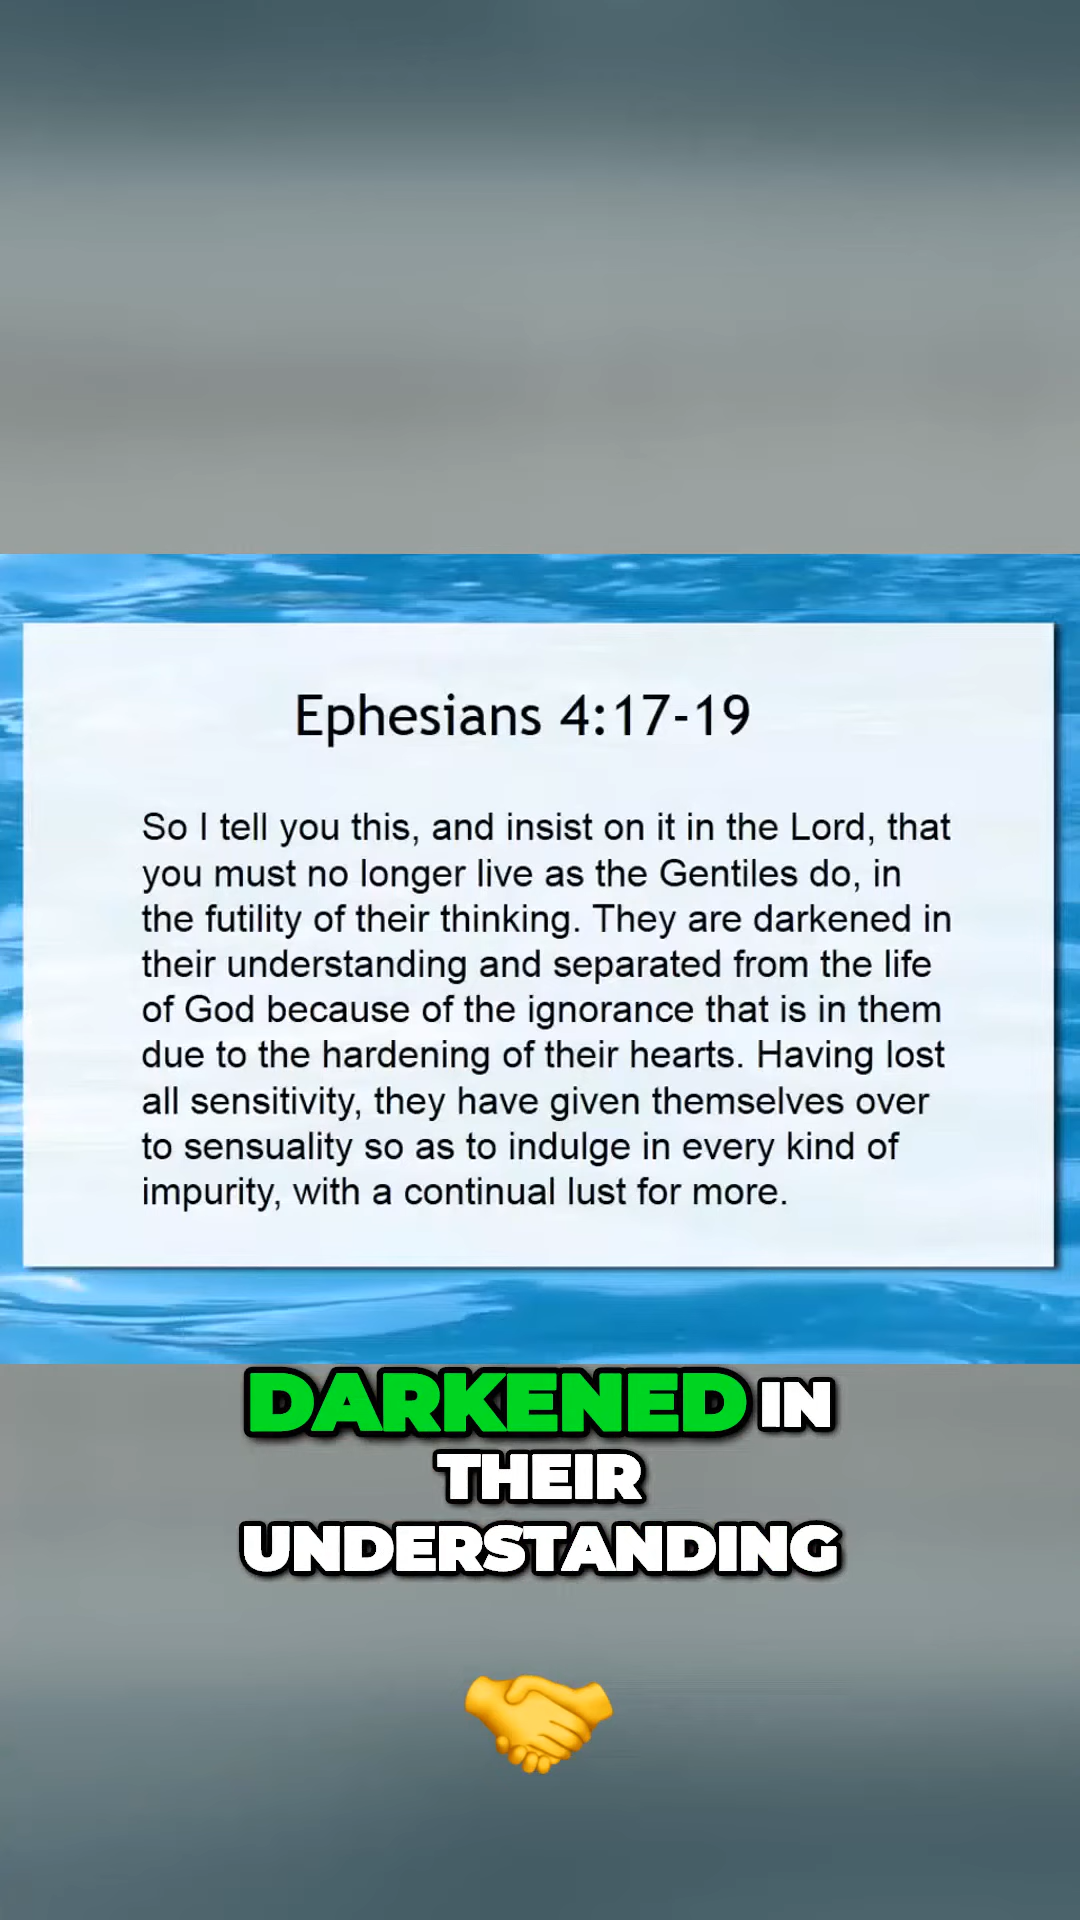 Ephesians 4:17-19
So I tell you this, and insist on it in the Lord, that
you must no longer live as the Gentiles do, in
the futility of their thinking. They are darkened in
their understanding and separated from the life
of God because of the ignorance that is in them
due to the hardening of their hearts. Having lost
all sensitivity, they have given themselves over
to sensuality so as to indulge in every kind of
impurity, with a continual lust for more.
DARKENED IN
THEIR
UNDERSTANDING